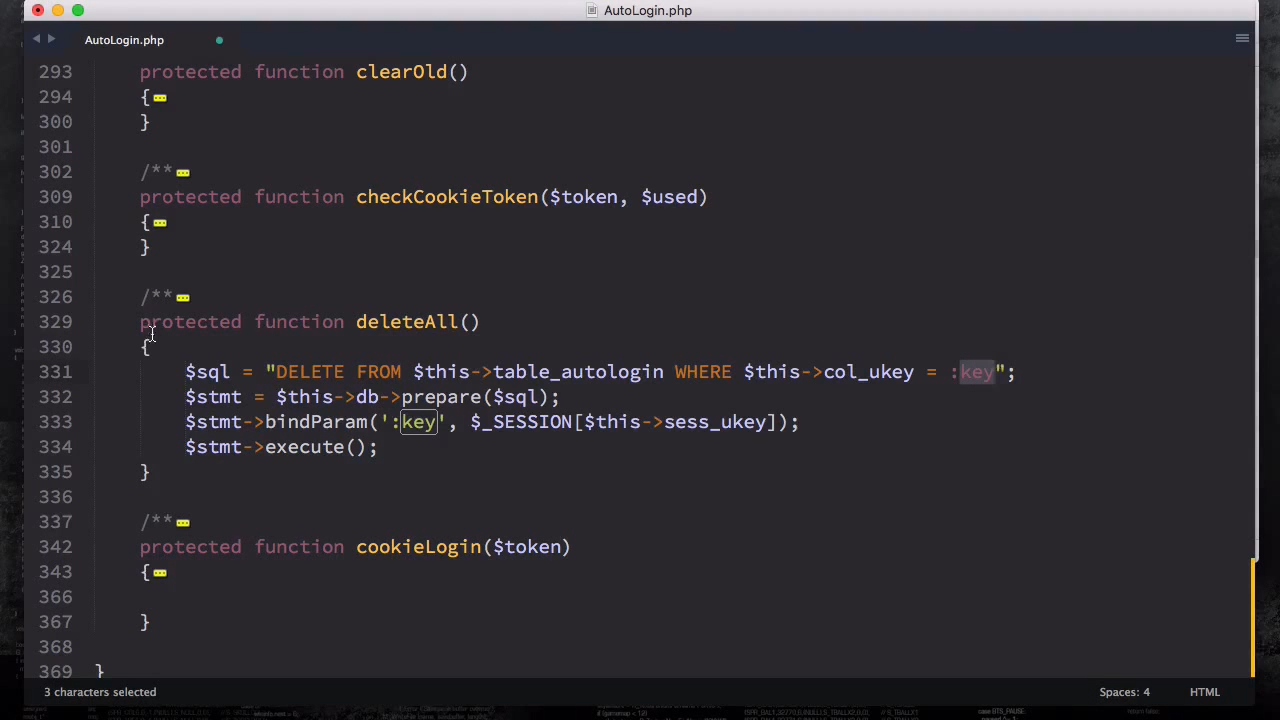 AutoLogin.php
AutoLogin.php
293 protected function clearOld()
294 {
300 }
301
302 /**
309 protected function checkCookieToken($token, $used)
310 {
324 }
325
326 /**
329 protected function deleteAll()
330 {
331 $sql = "DELETE FROM $this->table_autologin WHERE $this->col_ukey = :key";
332 $stmt = $this->db->prepare($sql);
333 $stmt->bindParam(':key', $_SESSION[$this->sess_ukey]);
334 $stmt->execute();
335 }
336
337 /**
342 protected function cookieLogin($token)
343 {
366
367 }
368
369 }
3 characters selected Spaces: 4 HTML